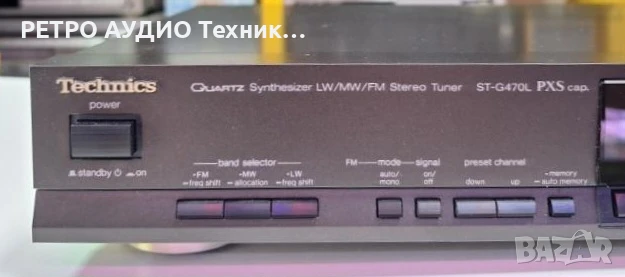 РЕТРО АУДИО Техник...
Technics
QUARTZ Synthesizer LW/MW/FM Stereo Tuner ST-G470L PXS cap.
power
standby on
band selector
-FM -MW -LW
-freq shift -allocation -freq shift
FM mode signal preset channel
auto/ on/ -memory
mono off down up -auto memory
BAZAR